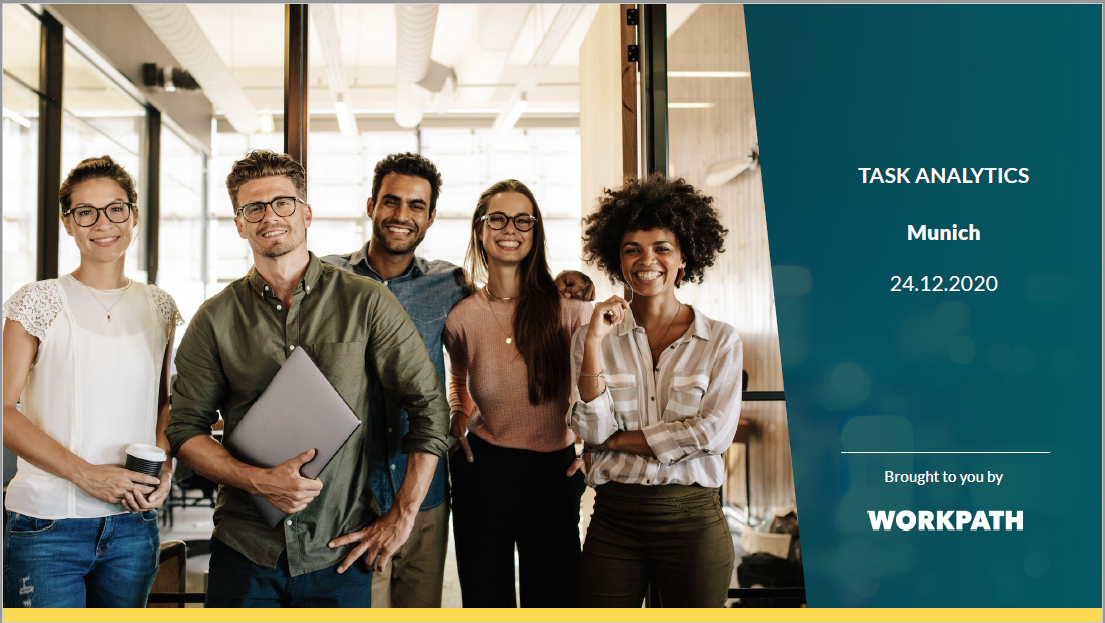 TASK ANALYTICS
Munich
24.12.2020
Brought to you by
WORKPATH